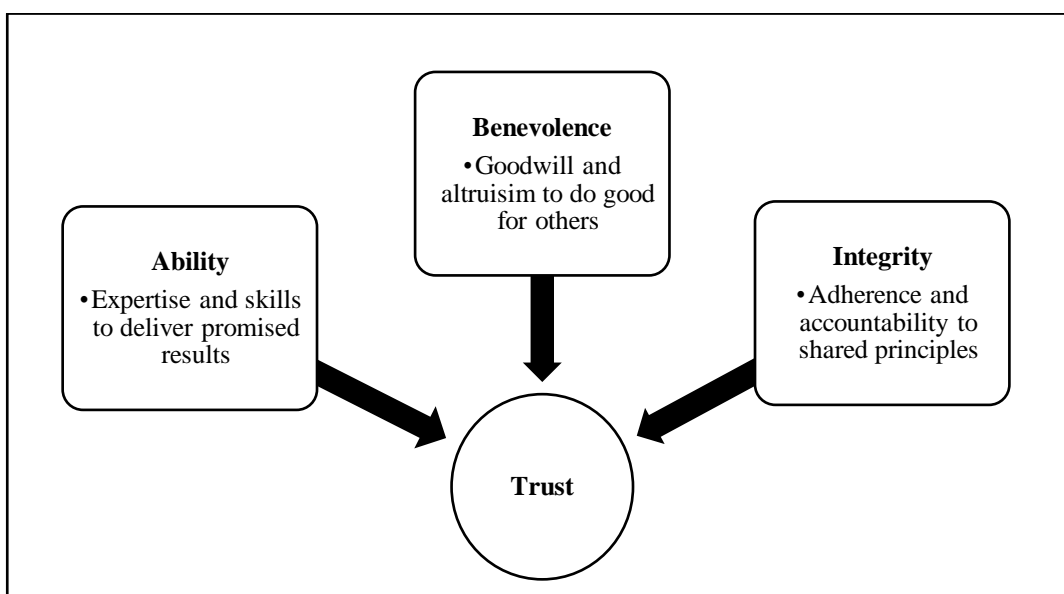 Benevolence
•Goodwill and
altruisim to do good
for others
Ability
•Expertise and skills
to deliver promised
results
Integrity
•Adherence and
accountability to
shared principles
Trust